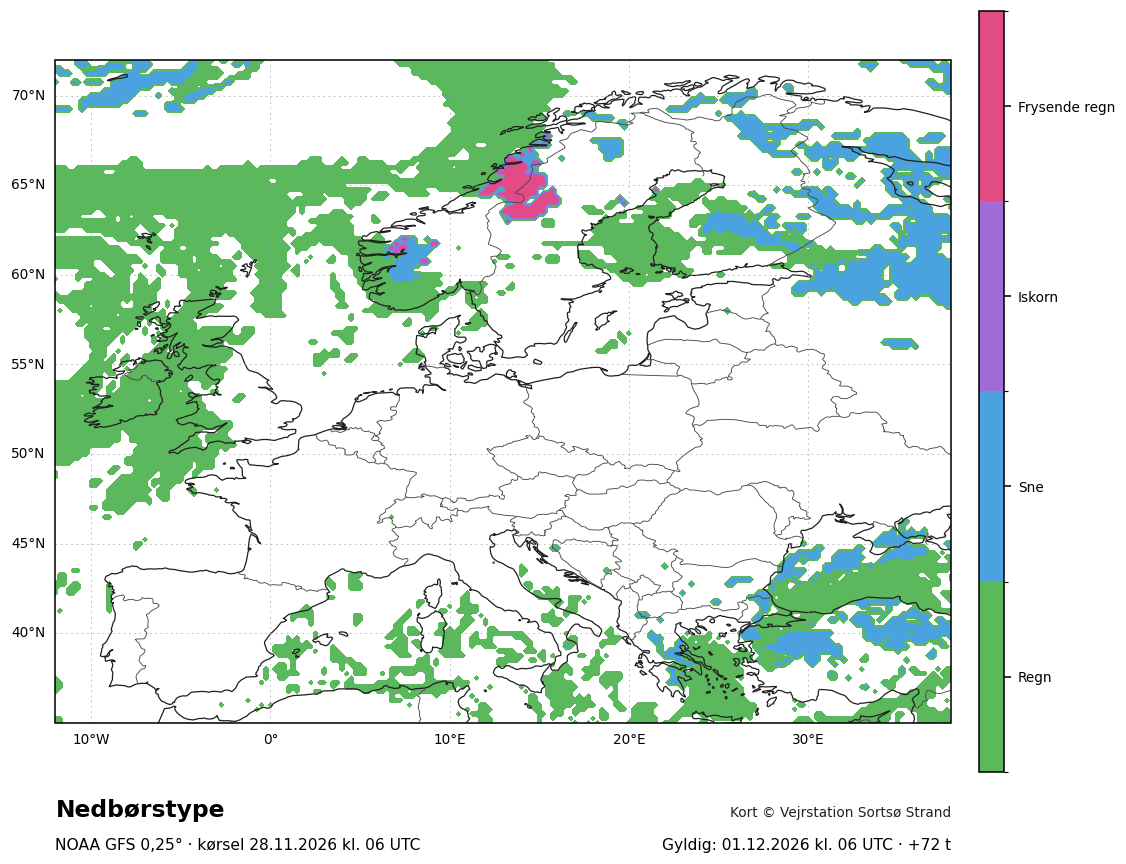 Frysende regn
Iskorn
Sne
Regn
70°N
65°N
60°N
55°N
50°N
45°N
40°N
10°W
0°
10°E
20°E
30°E
Nedbørstype
Kort © Vejrstation Sortsø Strand
NOAA GFS 0,25° · kørsel 28.11.2026 kl. 06 UTC
Gyldig: 01.12.2026 kl. 06 UTC · +72 t